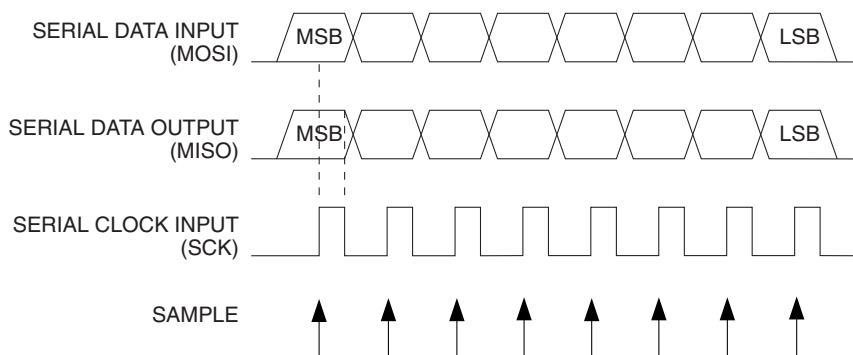 SERIAL DATA INPUT
(MOSI)
MSB
LSB
SERIAL DATA OUTPUT
(MISO)
MSB
LSB
SERIAL CLOCK INPUT
(SCK)
SAMPLE